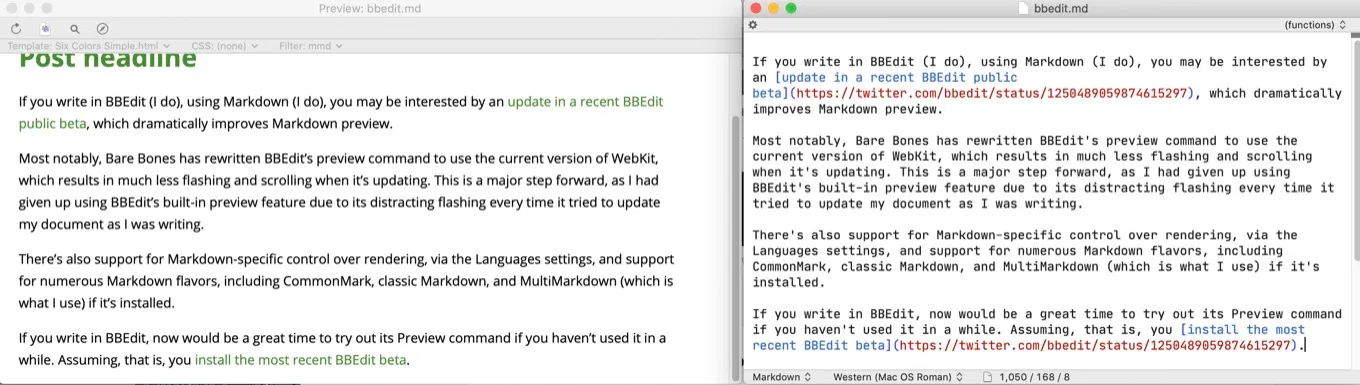 Preview: bbedit.md
Template: Six Colors Simple.html
CSS: (none)
Filter: mmd
Post headline
If you write in BBEdit (I do), using Markdown (I do), you may be interested by an update in a recent BBEdit
public beta, which dramatically improves Markdown preview.
Most notably, Bare Bones has rewritten BBEdit’s preview command to use the current version of WebKit,
which results in much less flashing and scrolling when it’s updating. This is a major step forward, as I had
given up using BBEdit’s built-in preview feature due to its distracting flashing every time it tried to update
my document as I was writing.
There’s also support for Markdown-specific control over rendering, via the Languages settings, and support
for numerous Markdown flavors, including CommonMark, classic Markdown, and MultiMarkdown (which is
what I use) if it’s installed.
If you write in BBEdit, now would be a great time to try out its Preview command if you haven’t used it in a
while. Assuming, that is, you install the most recent BBEdit beta.
bbedit.md
(functions)
If you write in BBEdit (I do), using Markdown (I do), you may be interested by
an [update in a recent BBEdit public
beta](https://twitter.com/bbedit/status/1250489059874615297), which dramatically
improves Markdown preview.
Most notably, Bare Bones has rewritten BBEdit's preview command to use the
current version of WebKit, which results in much less flashing and scrolling
when it's updating. This is a major step forward, as I had given up using
BBEdit's built-in preview feature due to its distracting flashing every time it
tried to update my document as I was writing.
There's also support for Markdown-specific control over rendering, via the
Languages settings, and support for numerous Markdown flavors, including
CommonMark, classic Markdown, and MultiMarkdown (which is what I use) if it's
installed.
If you write in BBEdit, now would be a great time to try out its Preview command
if you haven't used it in a while. Assuming, that is, you [install the most
recent BBEdit beta](https://twitter.com/bbedit/status/1250489059874615297).
Markdown
Western (Mac OS Roman)
1,050 / 168 / 8